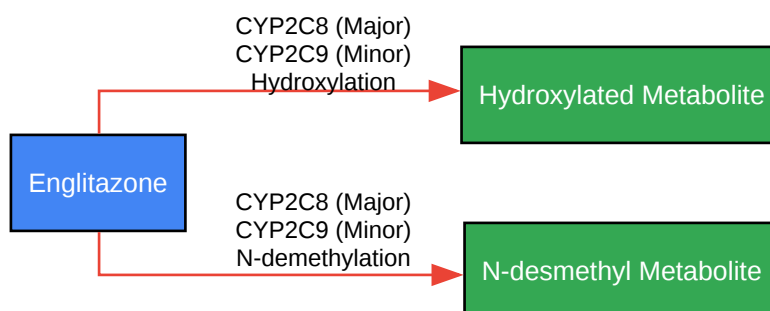 CYP2C8 (Major)
CYP2C9 (Minor)
Hydroxylation
Hydroxylated Metabolite
Englitazone
CYP2C8 (Major)
CYP2C9 (Minor)
N-demethylation
N-desmethyl Metabolite